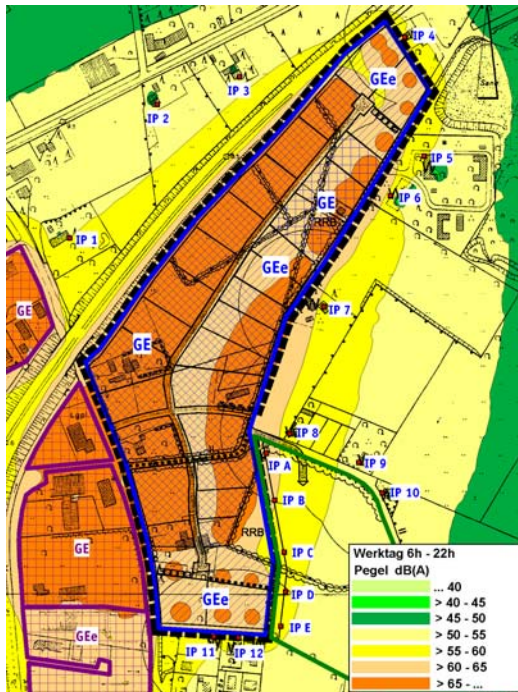 IP 4
GEe
IP 3
IP 2
Sand
IP 5
IP 6
GE
RRB
IP 1
GEe
GE
IP 7
GE
IP 8
IP A
IP 9
IP 10
IP B
RRB
GE
IP C
IP D
GEe
GEe
IP E
IP 11
IP 12
Werktag 6h - 22h
Pegel dB(A)
... 40
> 40 - 45
> 45 - 50
> 50 - 55
> 55 - 60
> 60 - 65
> 65 - ...